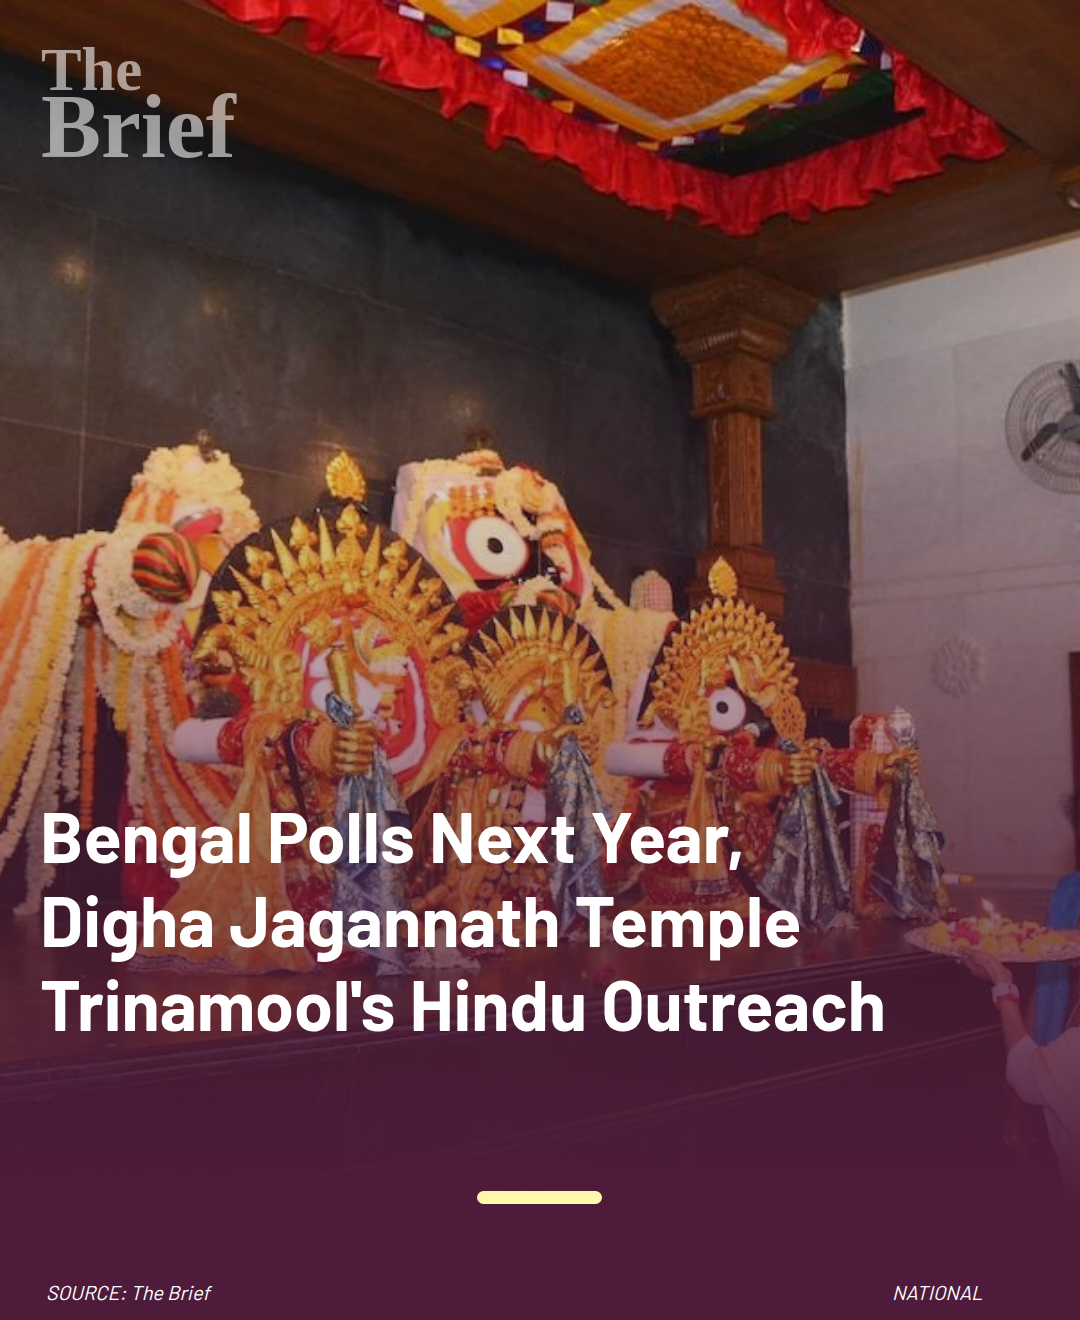 The
Brief
Bengal Polls Next Year,
Digha Jagannath Temple
Trinamool's Hindu Outreach
SOURCE: The Brief
NATIONAL